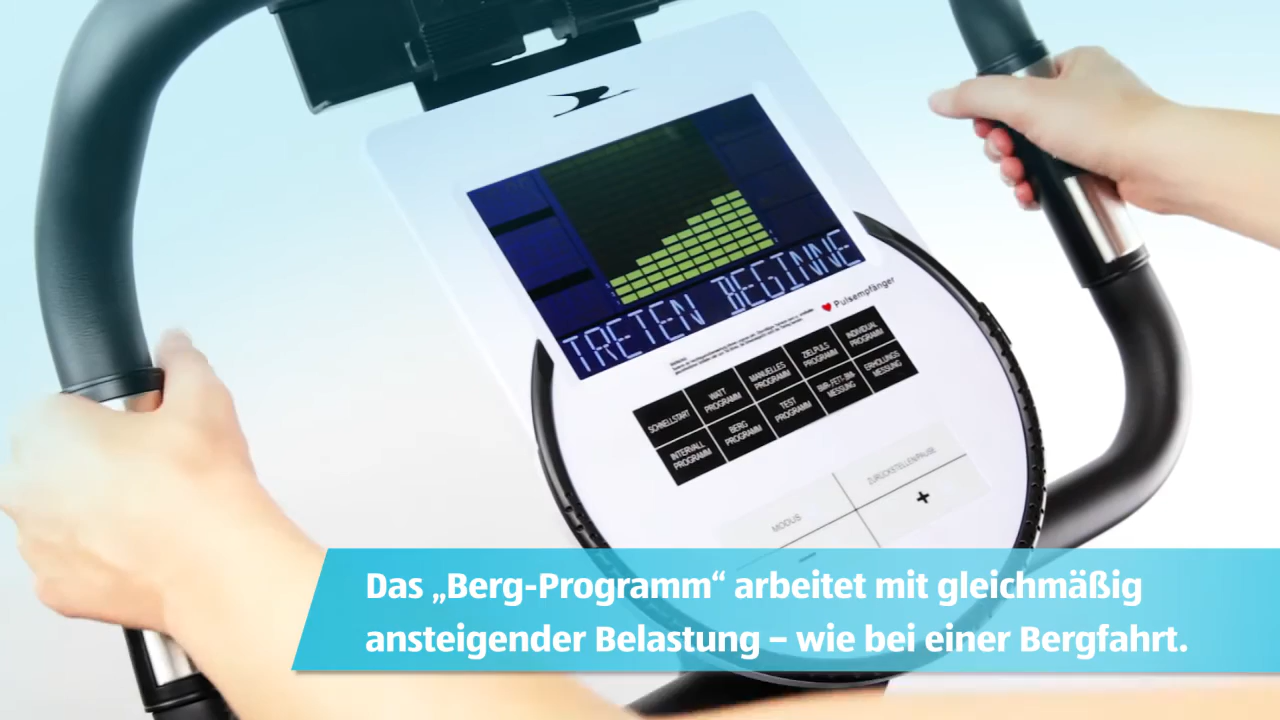 TRETEN BEGINNE
Pulsempfänger
SCHNELLSTART
WATT
PROGRAMM
MANUELLES
PROGRAMM
ZIELPULS
PROGRAMM
INDIVIDUAL
PROGRAMM
INTERVALL
PROGRAMM
BERG
PROGRAMM
TEST
PROGRAMM
BMR-/FETT-/BMI-
MESSUNG
ERHOLUNGS
MESSUNG
MODUS
ZURÜCKSTELLEN/PAUSE
–
+
Das „Berg-Programm“ arbeitet mit gleichmäßig
ansteigender Belastung – wie bei einer Bergfahrt.